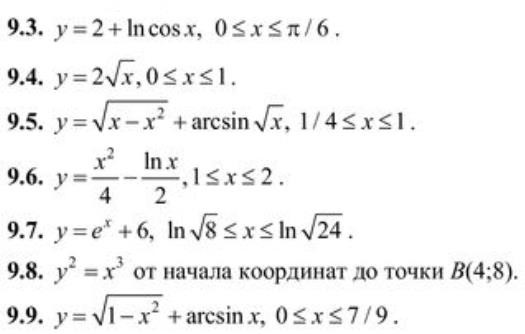 9.3. y = 2 + ln cos x, 0 ≤ x ≤ π / 6 .
9.4. y = 2√x, 0 ≤ x ≤ 1.
9.5. y = √(x − x²) + arcsin √x, 1 / 4 ≤ x ≤ 1.
9.6. y = x²/4 − ln x/2, 1 ≤ x ≤ 2 .
9.7. y = eˣ + 6, ln √8 ≤ x ≤ ln √24 .
9.8. y² = x³ от начала координат до точки B(4;8).
9.9. y = √(1 − x²) + arcsin x, 0 ≤ x ≤ 7 / 9 .